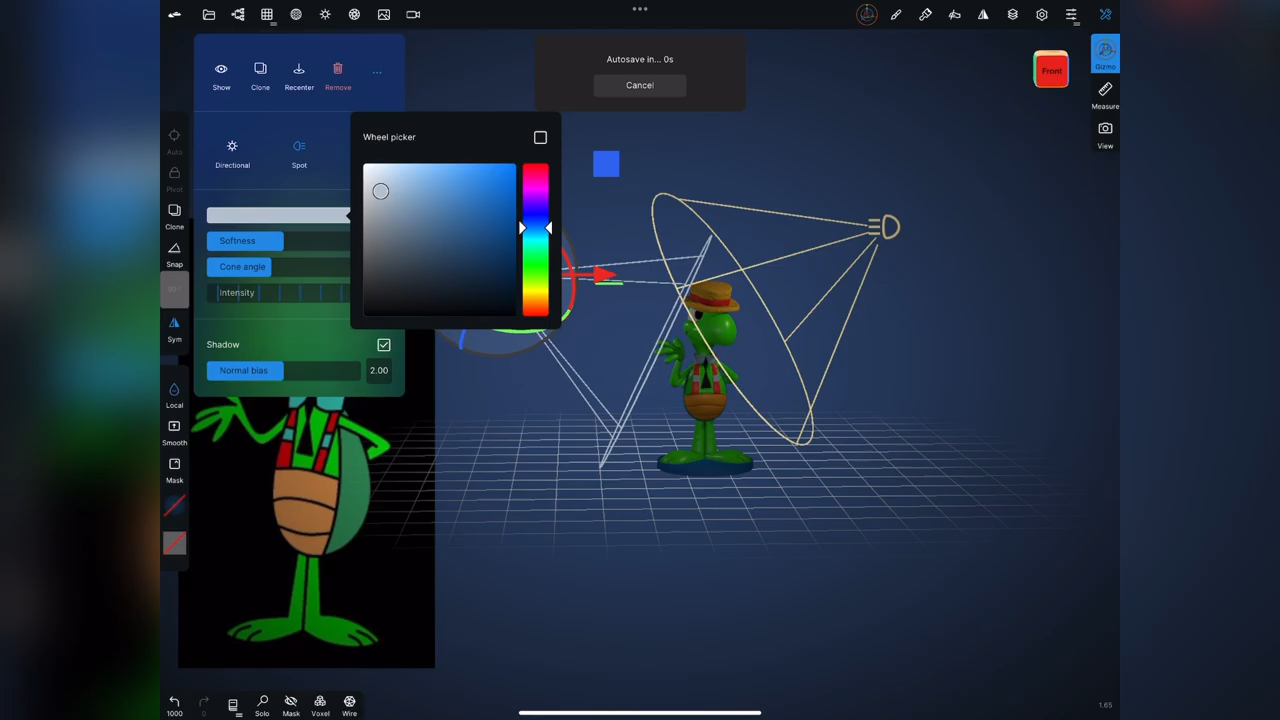 Autosave in... 0s
Cancel
Front
Gizmo
Measure
View
Show
Clone
Recenter
Remove
...
Wheel picker
Directional
Spot
Softness
Cone angle
Intensity
Shadow
Normal bias
2.00
Auto
Pivot
Clone
Snap
90°
Sym
Local
Smooth
Mask
1000
0
Solo
Mask
Voxel
Wire
1.65